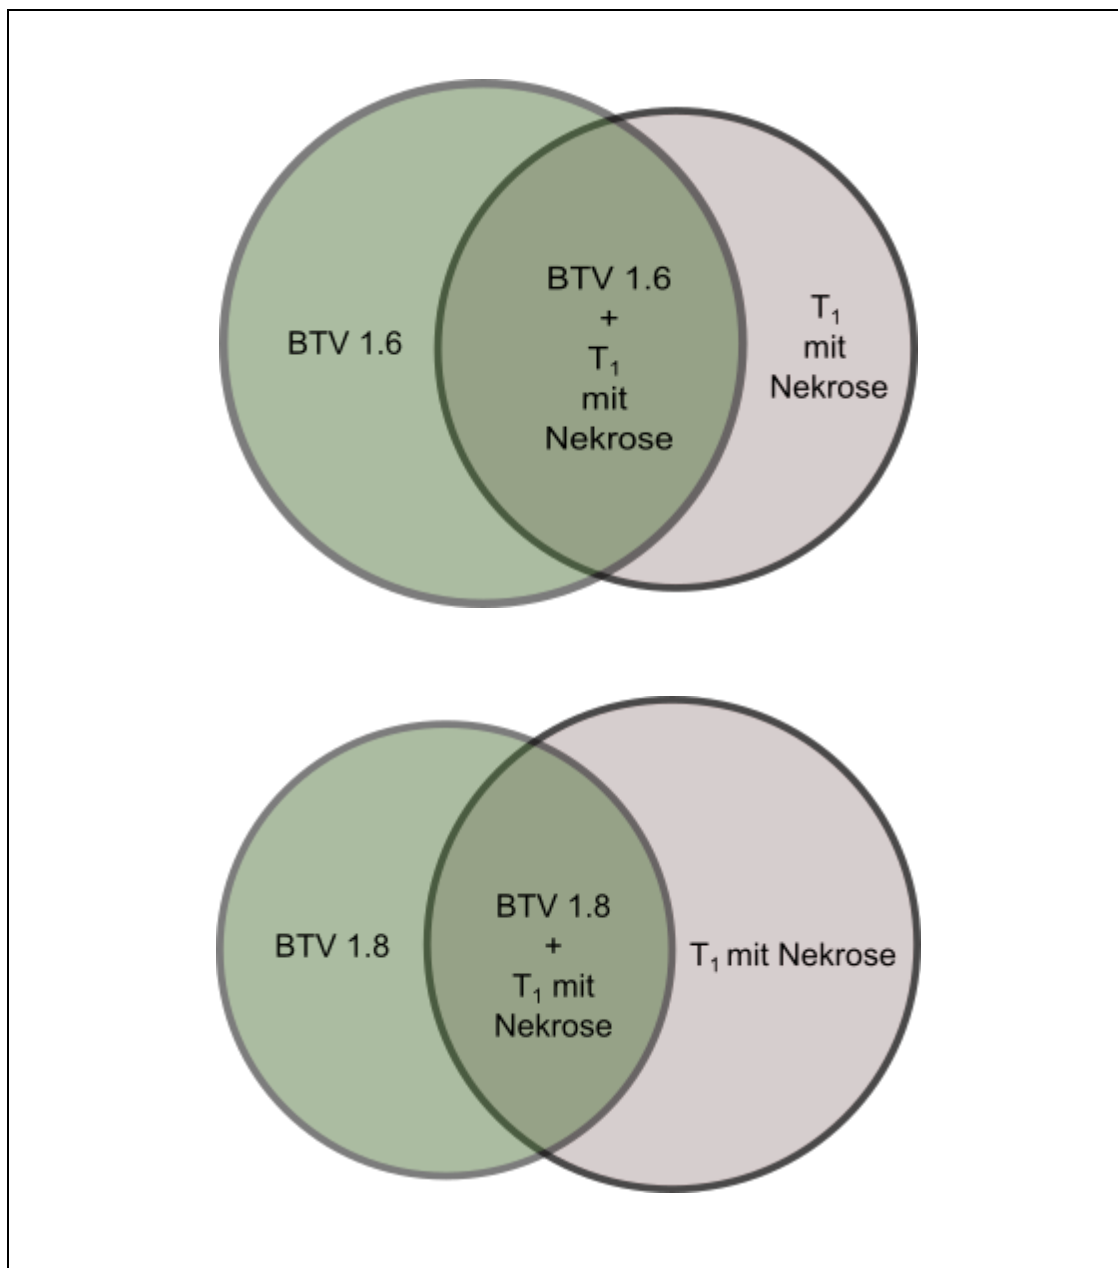 BTV 1.6
BTV 1.6
+
T₁
mit
Nekrose
T₁
mit
Nekrose
BTV 1.8
BTV 1.8
+
T₁ mit
Nekrose
T₁ mit Nekrose